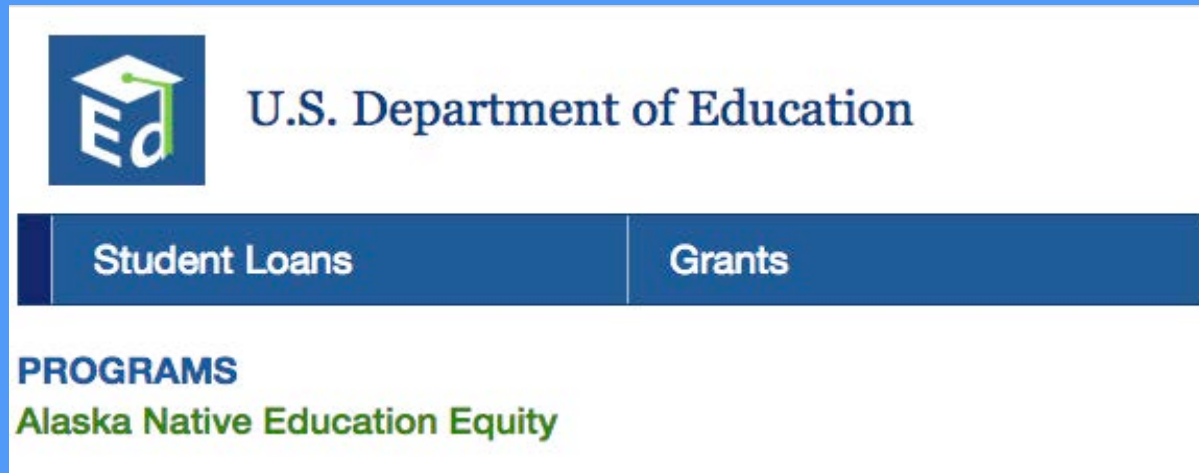 Ed
U.S. Department of Education
Student Loans
Grants
PROGRAMS
Alaska Native Education Equity